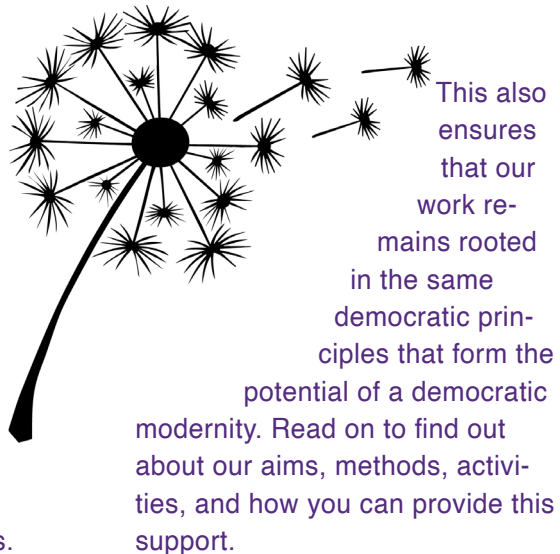 This also
ensures
that our
work re-
mains rooted
in the same
democratic prin-
ciples that form the
potential of a democratic
modernity. Read on to find out
about our aims, methods, activi-
ties, and how you can provide this
s. support.